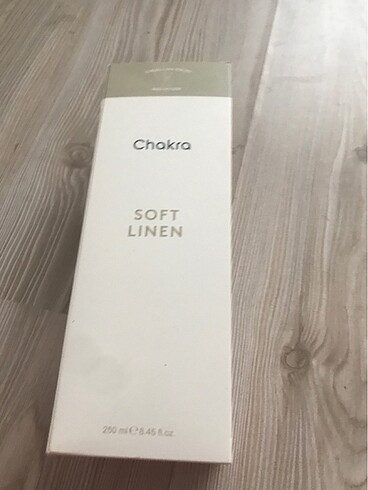 Chakra
SOFT
LINEN
250 ml ℮ 8.45 fl.oz.